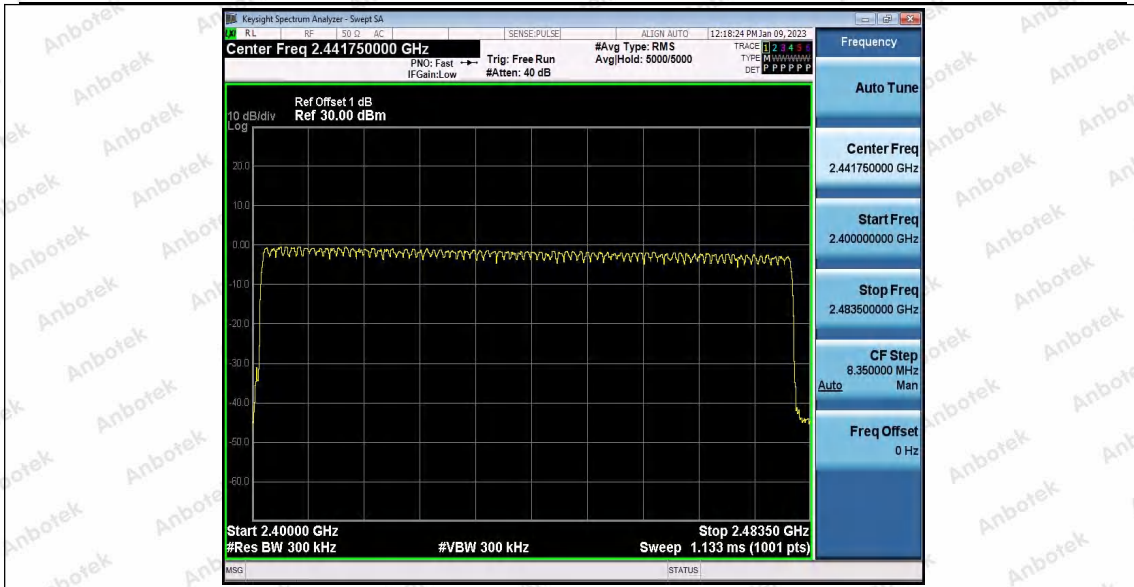 Keysight Spectrum Analyzer - Swept SA
RL RF 50 Ω AC SENSE:PULSE ALIGN AUTO 12:18:24 PM Jan 09, 2023
Center Freq 2.441750000 GHz
PNO: Fast
IFGain:Low
Trig: Free Run
#Atten: 40 dB
#Avg Type: RMS
Avg|Hold: 5000/5000
TRACE 1 2 3 4 5 6
TYPE M WWWWW
DET P P P P P P
Ref Offset 1 dB
10 dB/div Ref 30.00 dBm
Log
20.0
10.0
0.00
-10.0
-20.0
-30.0
-40.0
-50.0
-60.0
Start 2.40000 GHz Stop 2.48350 GHz
#Res BW 300 kHz #VBW 300 kHz Sweep 1.133 ms (1001 pts)
MSG STATUS
Frequency
Auto Tune
Center Freq
2.441750000 GHz
Start Freq
2.400000000 GHz
Stop Freq
2.483500000 GHz
CF Step
8.350000 MHz
Auto Man
Freq Offset
0 Hz
Anbotek